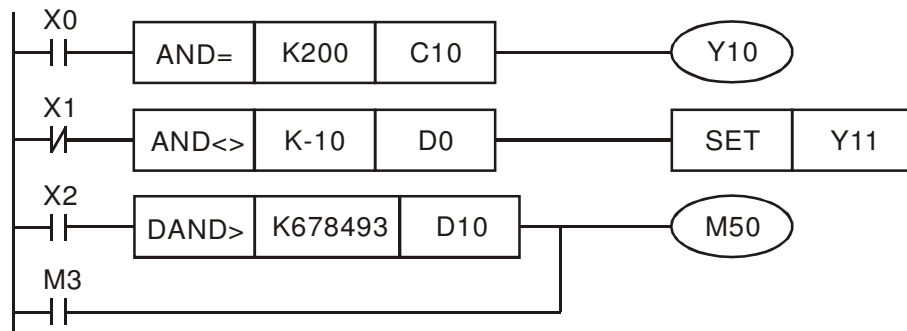 X0
AND= K200 C10 Y10
X1
AND<> K-10 D0 SET Y11
X2
DAND> K678493 D10 M50
M3